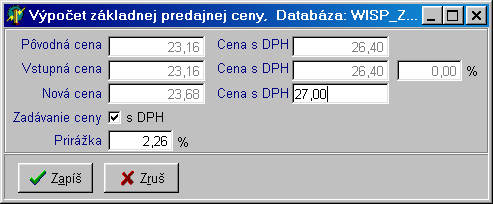 Výpočet základnej predajnej ceny, Databáza: WISP_Z...
Pôvodná cena 23,16 Cena s DPH 26,40
Vstupná cena 23,16 Cena s DPH 26,40 0,00 %
Nová cena 23,68 Cena s DPH 27,00
Zadávanie ceny s DPH
Prirážka 2,26 %
Zapíš Zruš